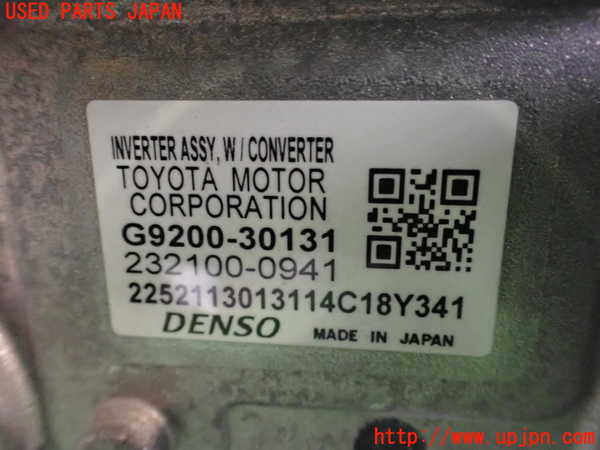 USED PARTS JAPAN
INVERTER ASSY, W / CONVERTER
TOYOTA MOTOR
CORPORATION
G9200-30131
232100-0941
2252113013114C18Y341
DENSO MADE IN JAPAN
http://www.upjpn.com/